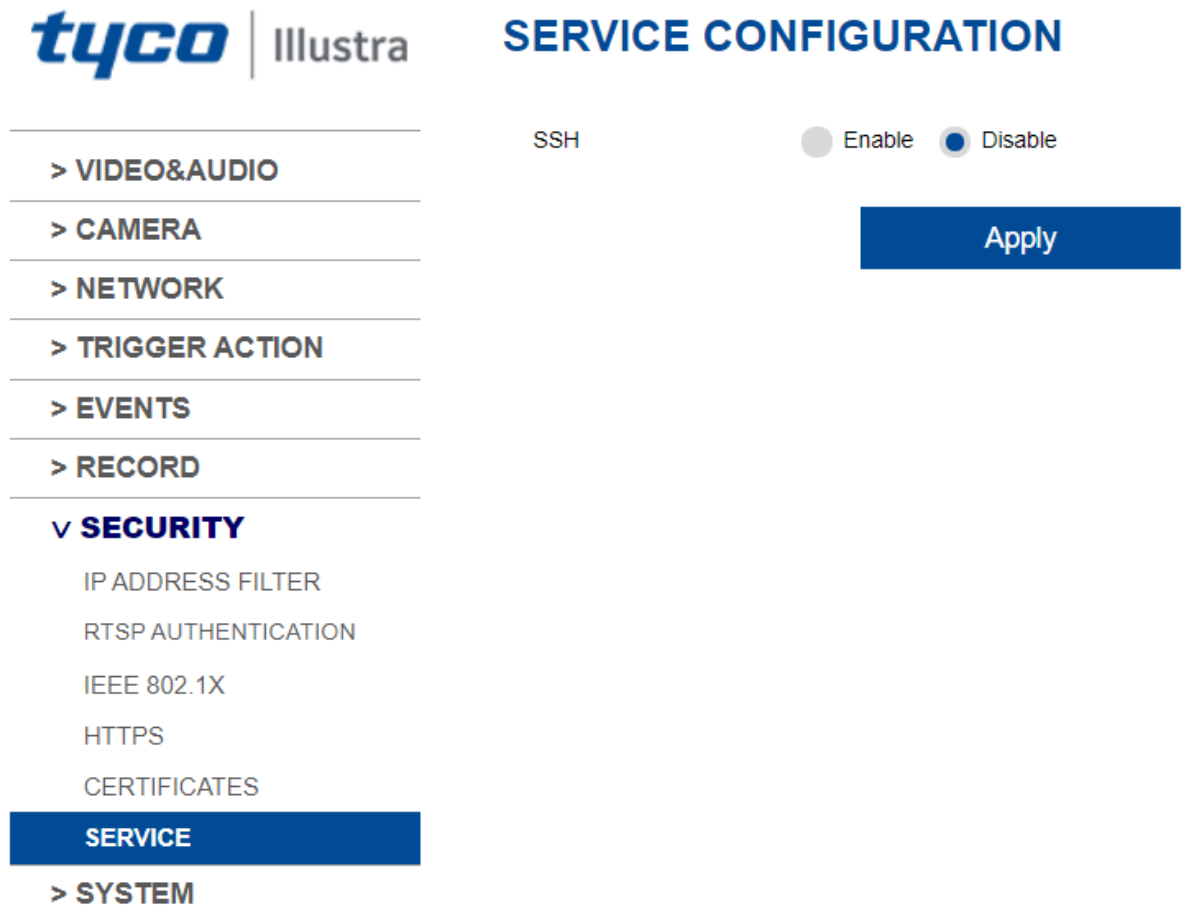 tyco | Illustra
SERVICE CONFIGURATION
SSH Enable Disable
Apply
> VIDEO&AUDIO
> CAMERA
> NETWORK
> TRIGGER ACTION
> EVENTS
> RECORD
v SECURITY
IP ADDRESS FILTER
RTSP AUTHENTICATION
IEEE 802.1X
HTTPS
CERTIFICATES
SERVICE
> SYSTEM